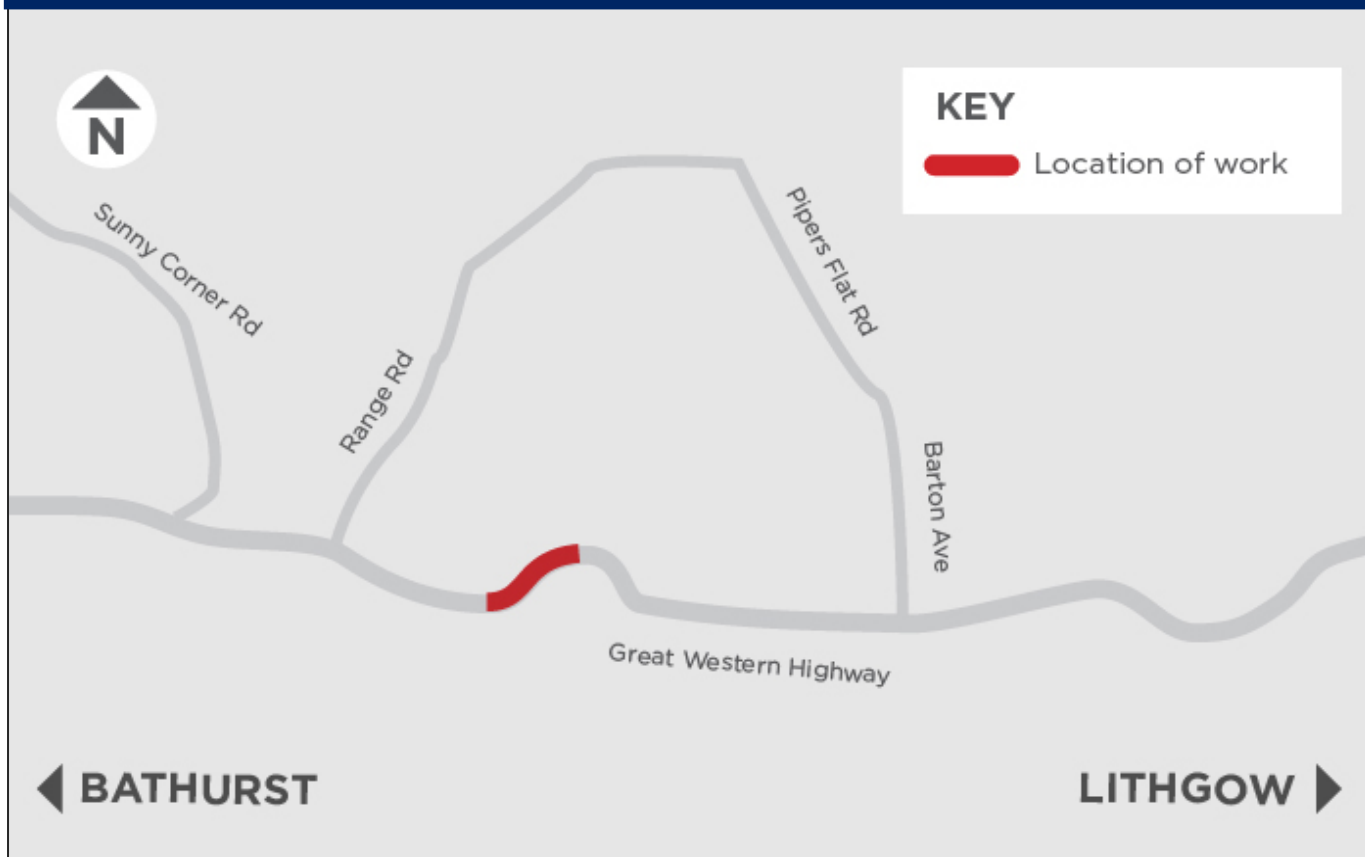 N
KEY
Location of work
Sunny Corner Rd
Pipers Flat Rd
Range Rd
Barton Ave
Great Western Highway
BATHURST
LITHGOW